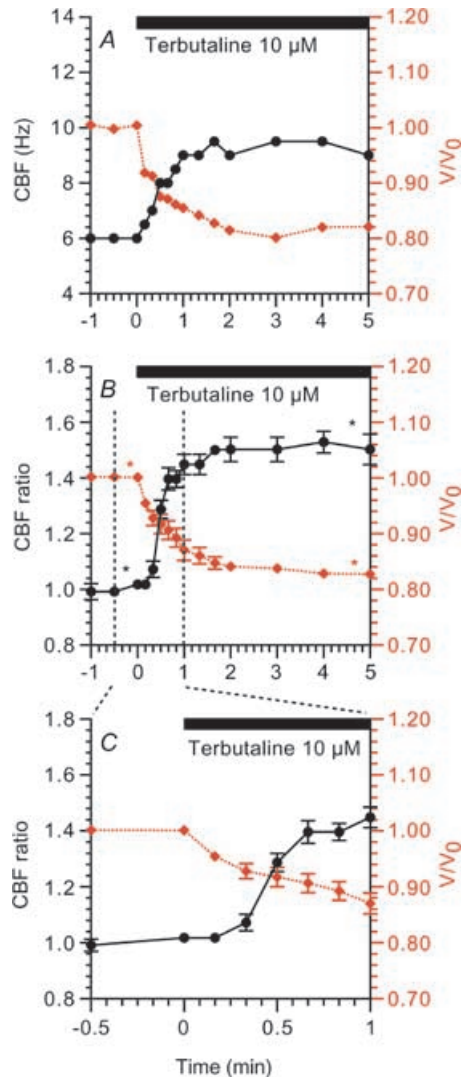 A
Terbutaline 10 µM
CBF (Hz)
14
12
10
8
6
4
1.20
1.10
1.00
0.90
0.80
0.70
V/V0
-1 0 1 2 3 4 5
B
Terbutaline 10 µM
CBF ratio
1.8
1.6
1.4
1.2
1.0
0.8
1.20
1.10
1.00
0.90
0.80
0.70
V/V0
* * * *
-1 0 1 2 3 4 5
C
Terbutaline 10 µM
CBF ratio
1.8
1.6
1.4
1.2
1.0
0.8
1.20
1.10
1.00
0.90
0.80
0.70
V/V0
-0.5 0 0.5 1
Time (min)